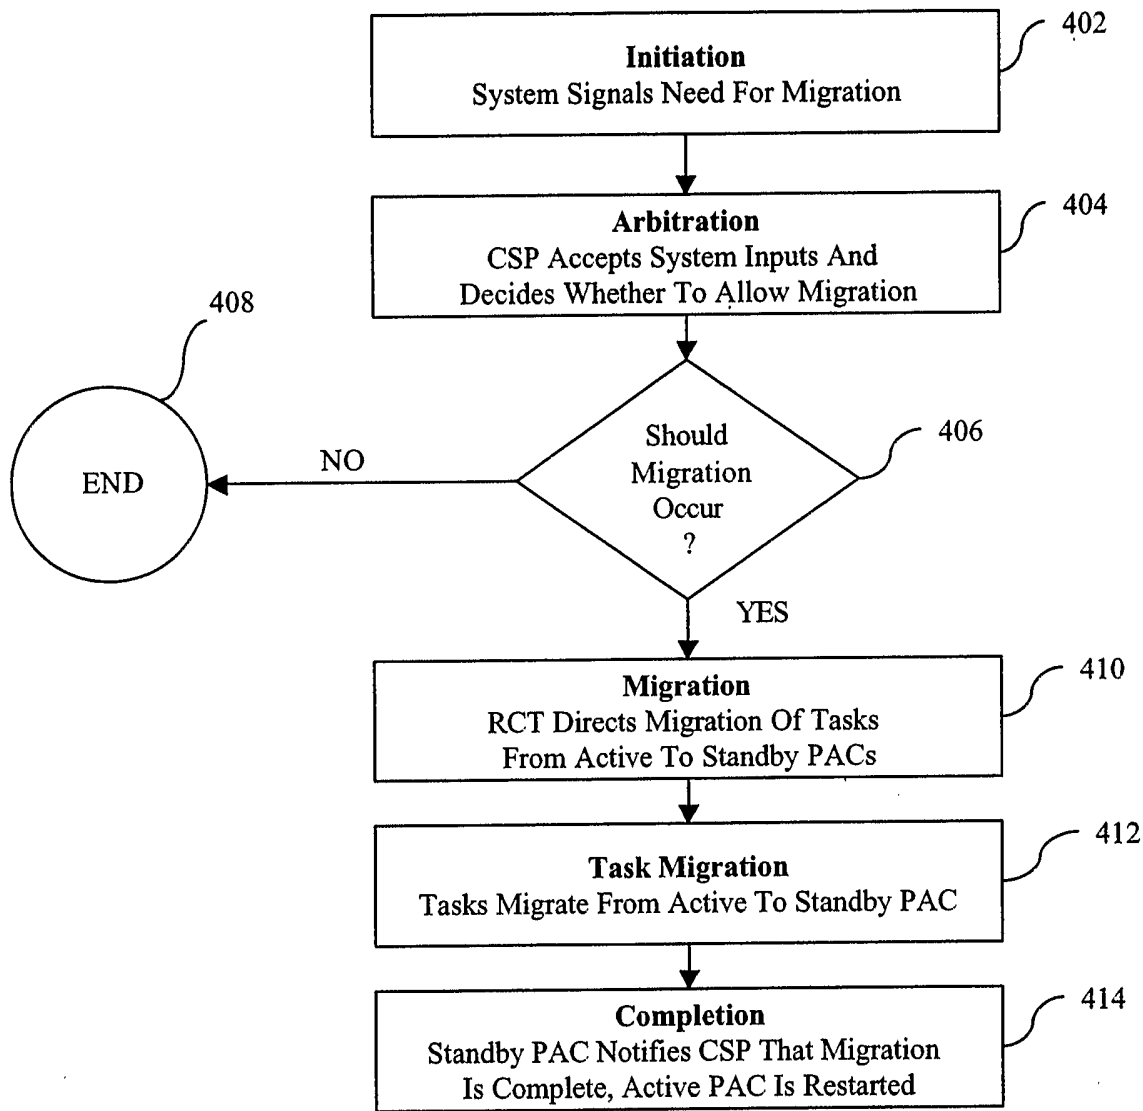 402
Initiation
System Signals Need For Migration
404
Arbitration
CSP Accepts System Inputs And
Decides Whether To Allow Migration
408
406
Should
Migration
Occur
?
NO
END
YES
410
Migration
RCT Directs Migration Of Tasks
From Active To Standby PACs
412
Task Migration
Tasks Migrate From Active To Standby PAC
414
Completion
Standby PAC Notifies CSP That Migration
Is Complete, Active PAC Is Restarted